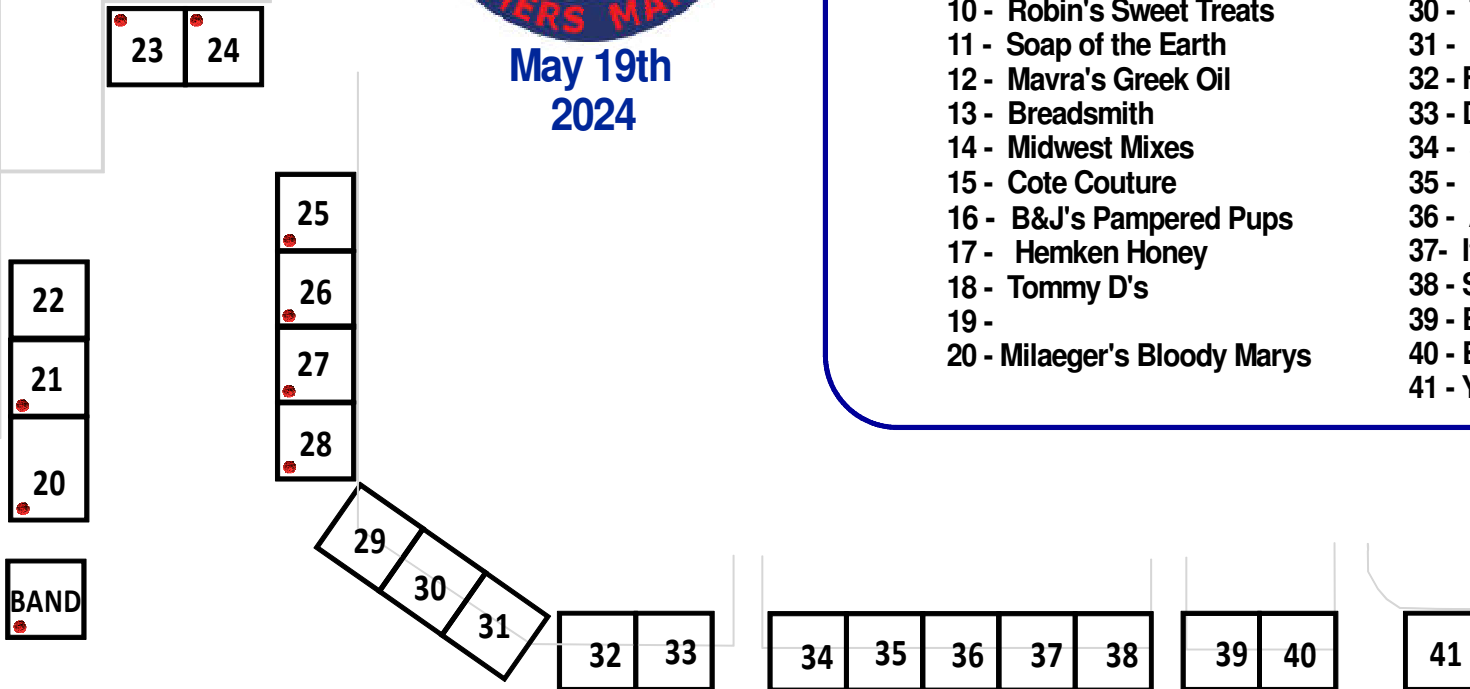 ERS MAR
May 19th
2024
10 - Robin's Sweet Treats
11 - Soap of the Earth
12 - Mavra's Greek Oil
13 - Breadsmith
14 - Midwest Mixes
15 - Cote Couture
16 - B&J's Pampered Pups
17 - Hemken Honey
18 - Tommy D's
19 -
20 - Milaeger's Bloody Marys
30 -
31 -
32 -
33 -
34 -
35 -
36 -
37-
38 -
39 -
40 -
41 -
23
24
25
26
27
28
22
21
20
BAND
29
30
31
32
33
34
35
36
37
38
39
40
41